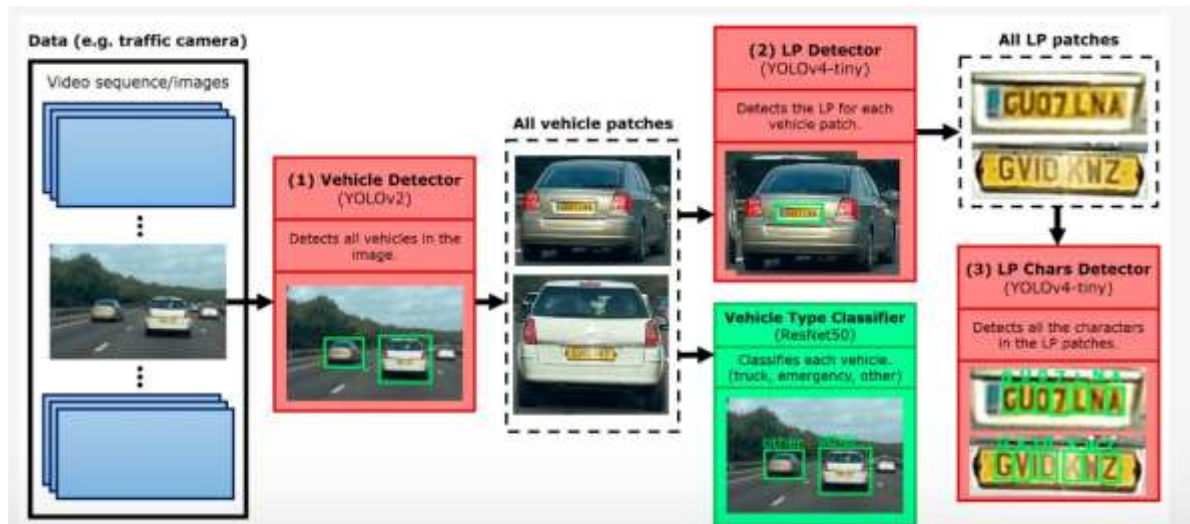 Data (e.g. traffic camera)
Video sequence/images
(1) Vehicle Detector
(YOLOv2)
Detects all vehicles in the
image.
All vehicle patches
(2) LP Detector
(YOLOv4-tiny)
Detects the LP for each
vehicle patch.
Vehicle Type Classifier
(ResNet50)
Classifies each vehicle.
(truck, emergency, other)
other
All LP patches
GU07 LNA
GVID KWZ
(3) LP Chars Detector
(YOLOv4-tiny)
Detects all the characters
in the LP patches.
GU07 LNA
GVID KWZ